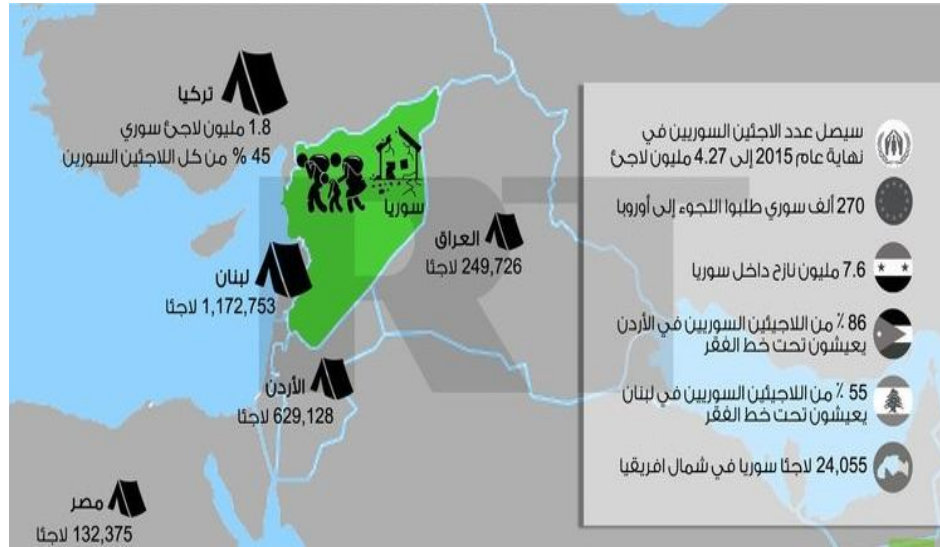 تركيا
1.8 مليون لاجئ سوري
45 % من كل اللاجئين السورين
سوريا
العراق
249,726 لاجئا
لبنان
1,172,753 لاجئا
الأردن
629,128 لاجئا
مصر
132,375 لاجئا
سيصل عدد الاجئين السوريين في
نهاية عام 2015 إلى 4.27 مليون لاجئ
270 ألف سوري طلبوا اللجوء إلى أوروبا
7.6 مليون نازح داخل سوريا
86 ٪ من اللاجيئين السوريين في الأردن
يعيشون تحت خط الفقر
55 ٪ من اللاجيئين السوريين في لبنان
يعيشون تحت خط الفقر
24,055 لاجئا سوريا في شمال افريقيا
RT